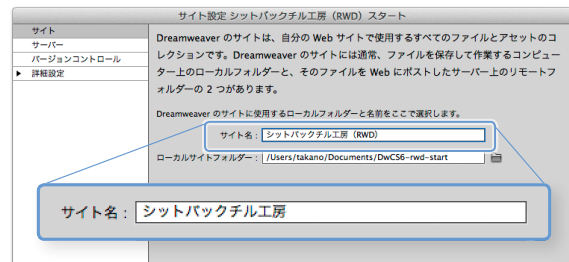 サイト設定 シットバックチル工房（RWD）スタート
サイト
サーバー
バージョンコントロール
▶ 詳細設定
Dreamweaver のサイトは、自分の Web サイトで使用するすべてのファイルとアセットのコ
レクションです。Dreamweaver のサイトには通常、ファイルを保存して作業するコンピュー
ター上のローカルフォルダーと、そのファイルを Web にポストしたサーバー上のリモートフ
ォルダーの 2 つがあります。
Dreamweaver のサイトに使用するローカルフォルダーと名前をここで選択します。
サイト名： シットバックチル工房（RWD）
ローカルサイトフォルダー： /Users/takano/Documents/DwCS6-rwd-start
サイト名： シットバックチル工房